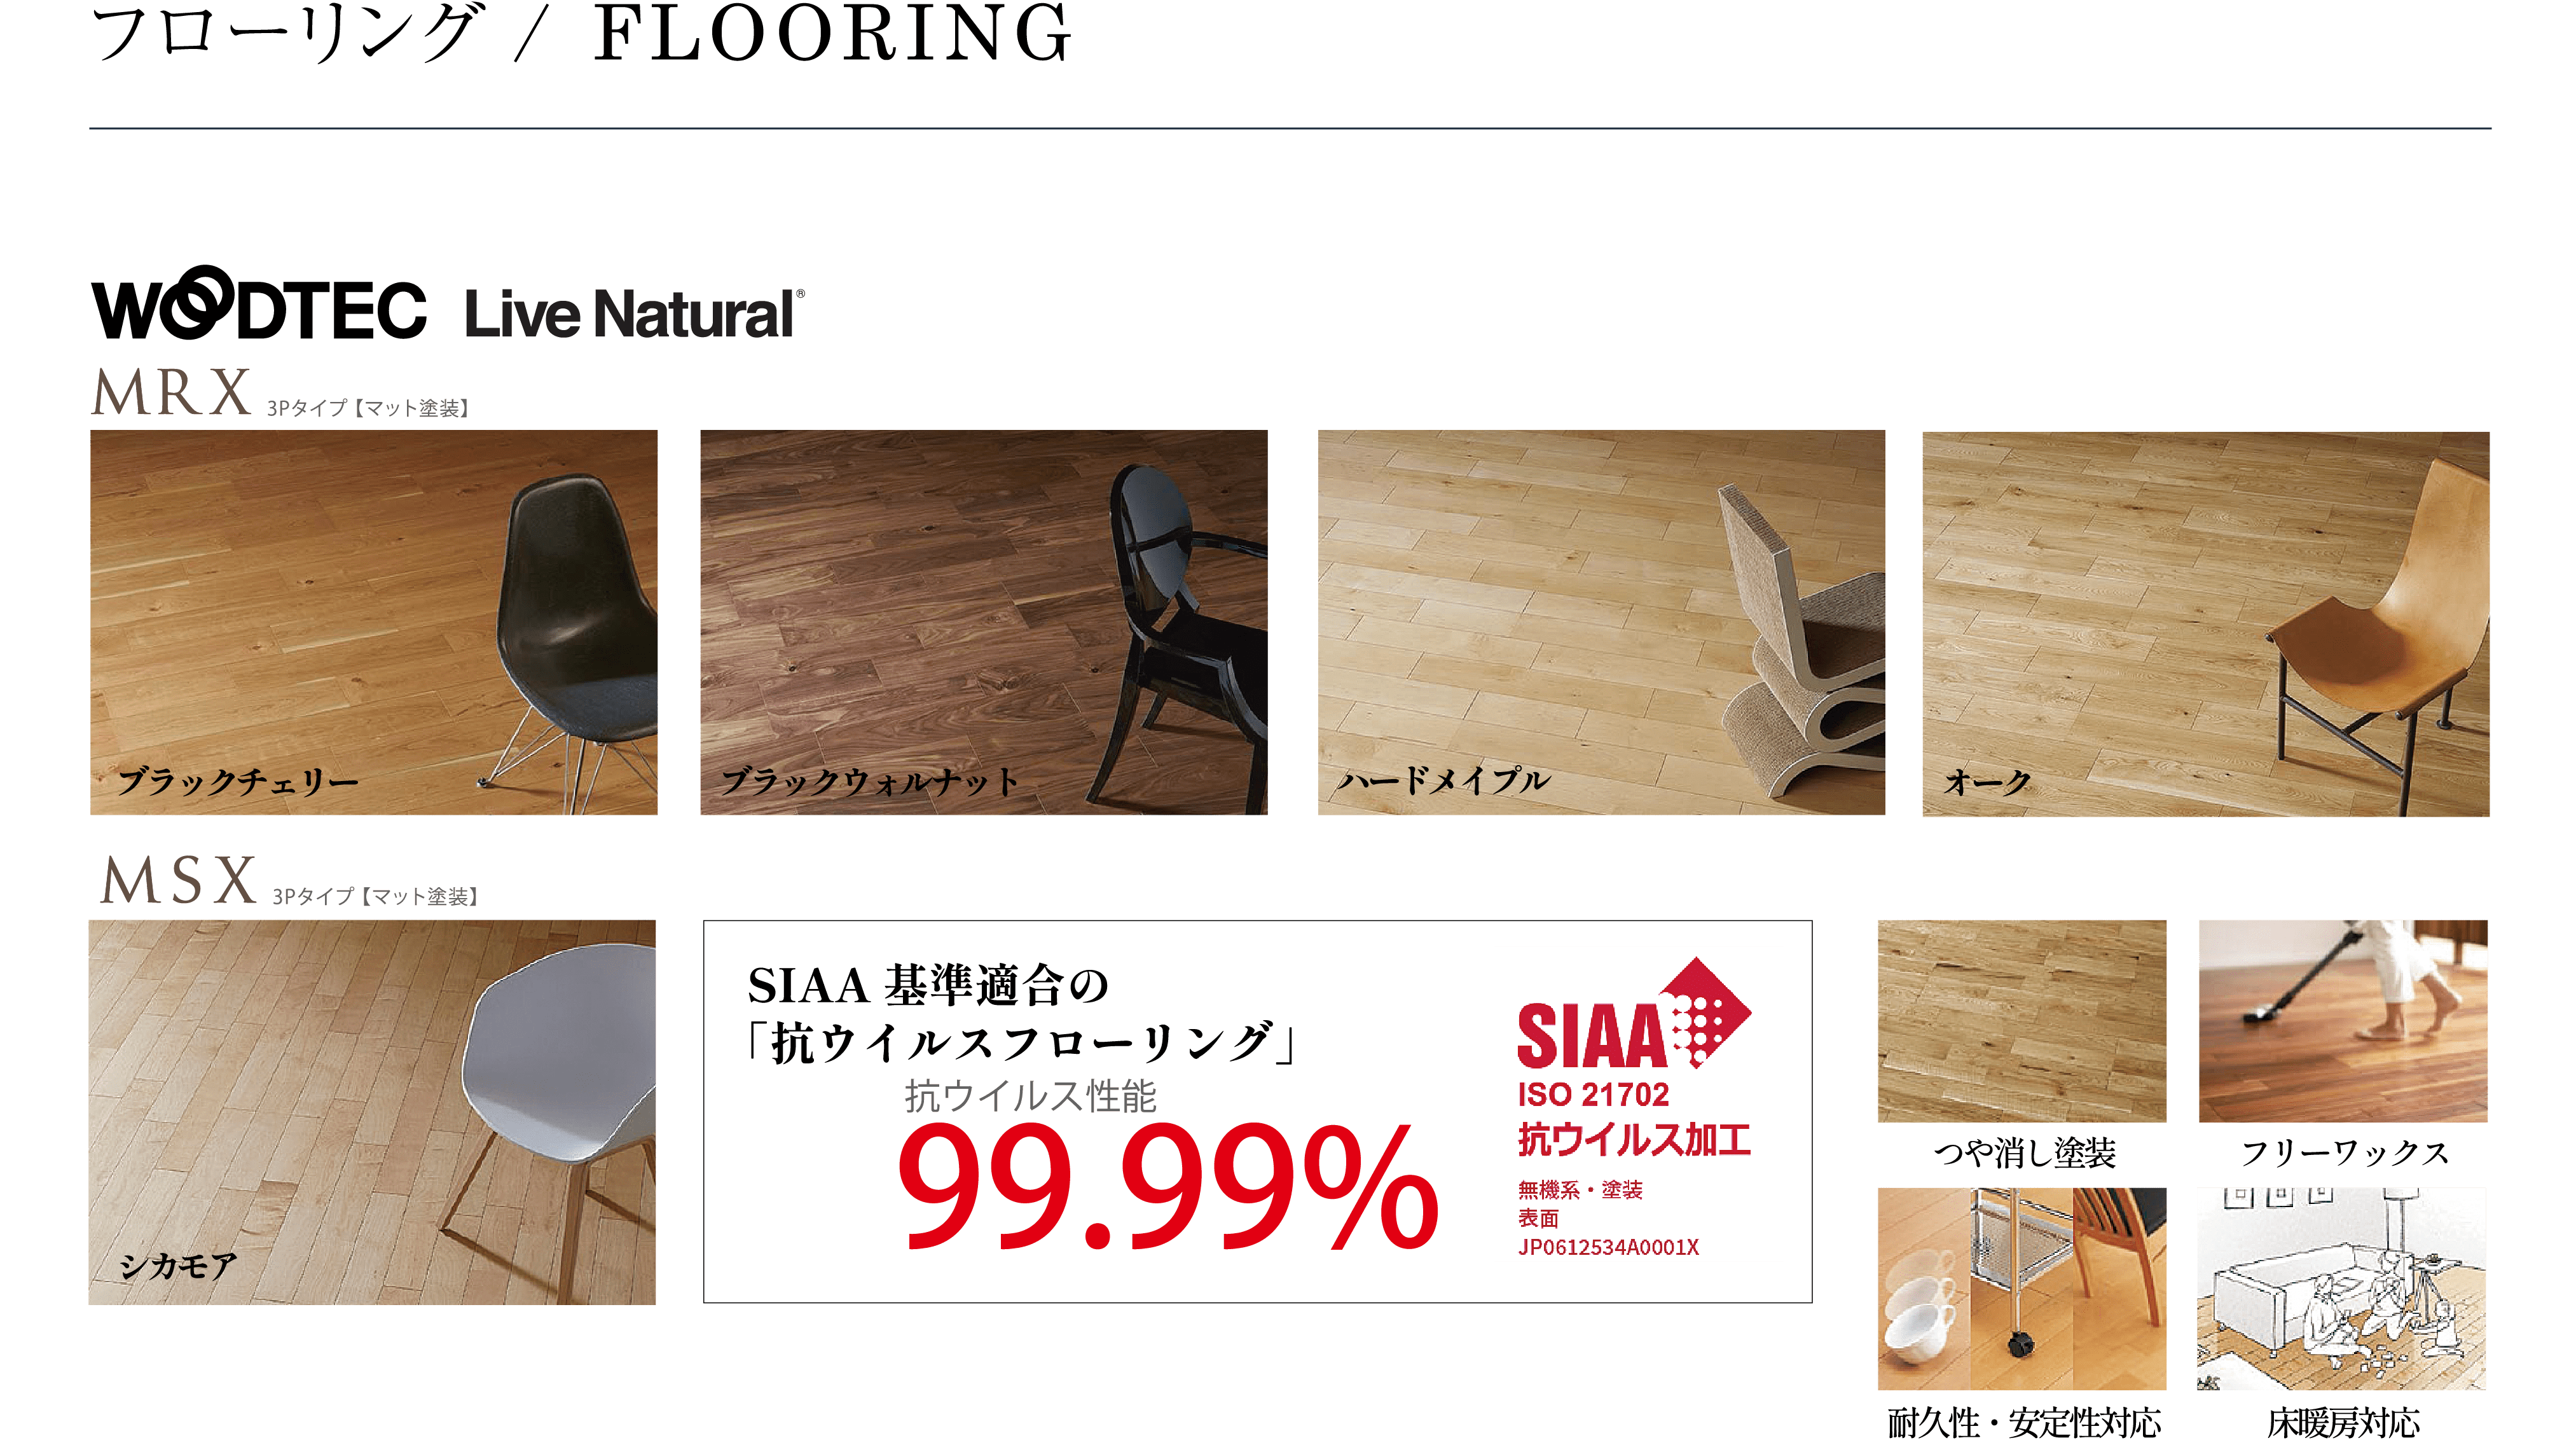 フローリング / FLOORING
WOODTEC Live Natural®
MRX 3Pタイプ【マット塗装】
ブラックチェリー
ブラックウォルナット
ハードメイプル
オーク
MSX 3Pタイプ【マット塗装】
シカモア
SIAA 基準適合の
「抗ウイルスフローリング」
抗ウイルス性能
99.99%
SIAA
ISO 21702
抗ウイルス加工
無機系・塗装
表面
JP0612534A0001X
つや消し塗装
フリーワックス
耐久性・安定性対応
床暖房対応